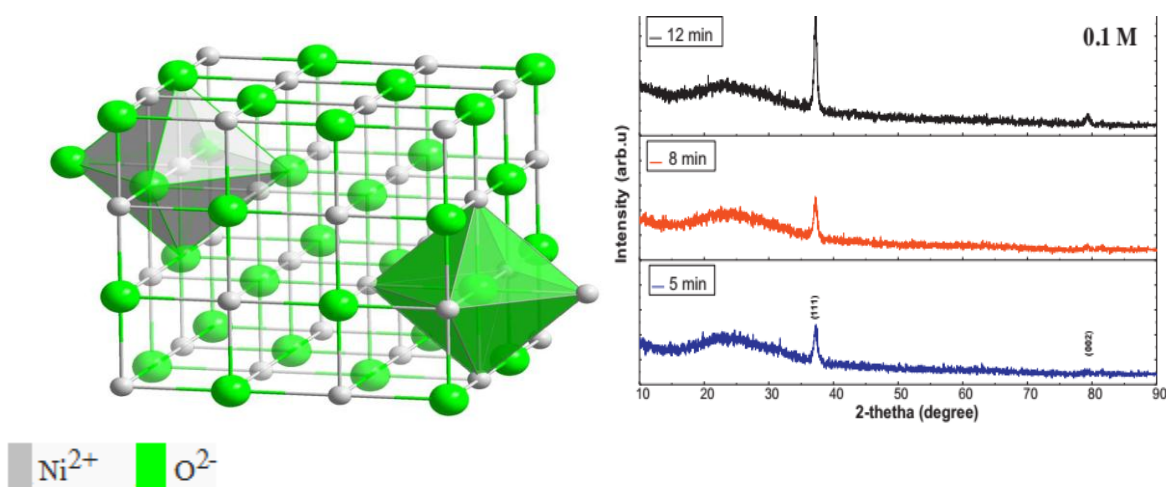 12 min
0.1 M
8 min
5 min
(111)
(002)
Intensity (arb.u)
10 20 30 40 50 60 70 80 90
2-thetha (degree)
Ni2+ O2-